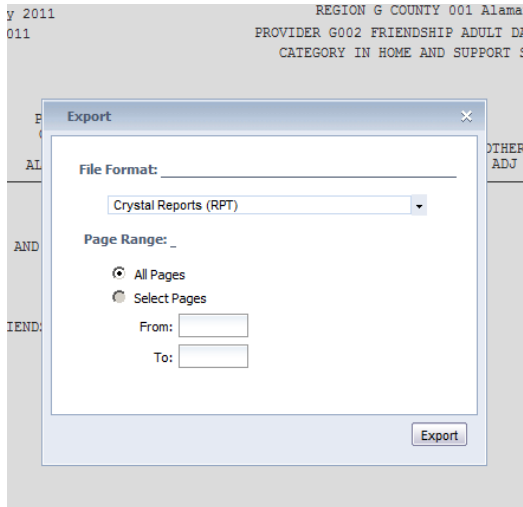 y 2011 REGION G COUNTY 001 Alama
011 PROVIDER G002 FRIENDSHIP ADULT DA
CATEGORY IN HOME AND SUPPORT S
Export
P
OTHER
AL ADJ
File Format:
Crystal Reports (RPT)
Page Range:
AND
All Pages
Select Pages
IENDS
From:
To:
Export